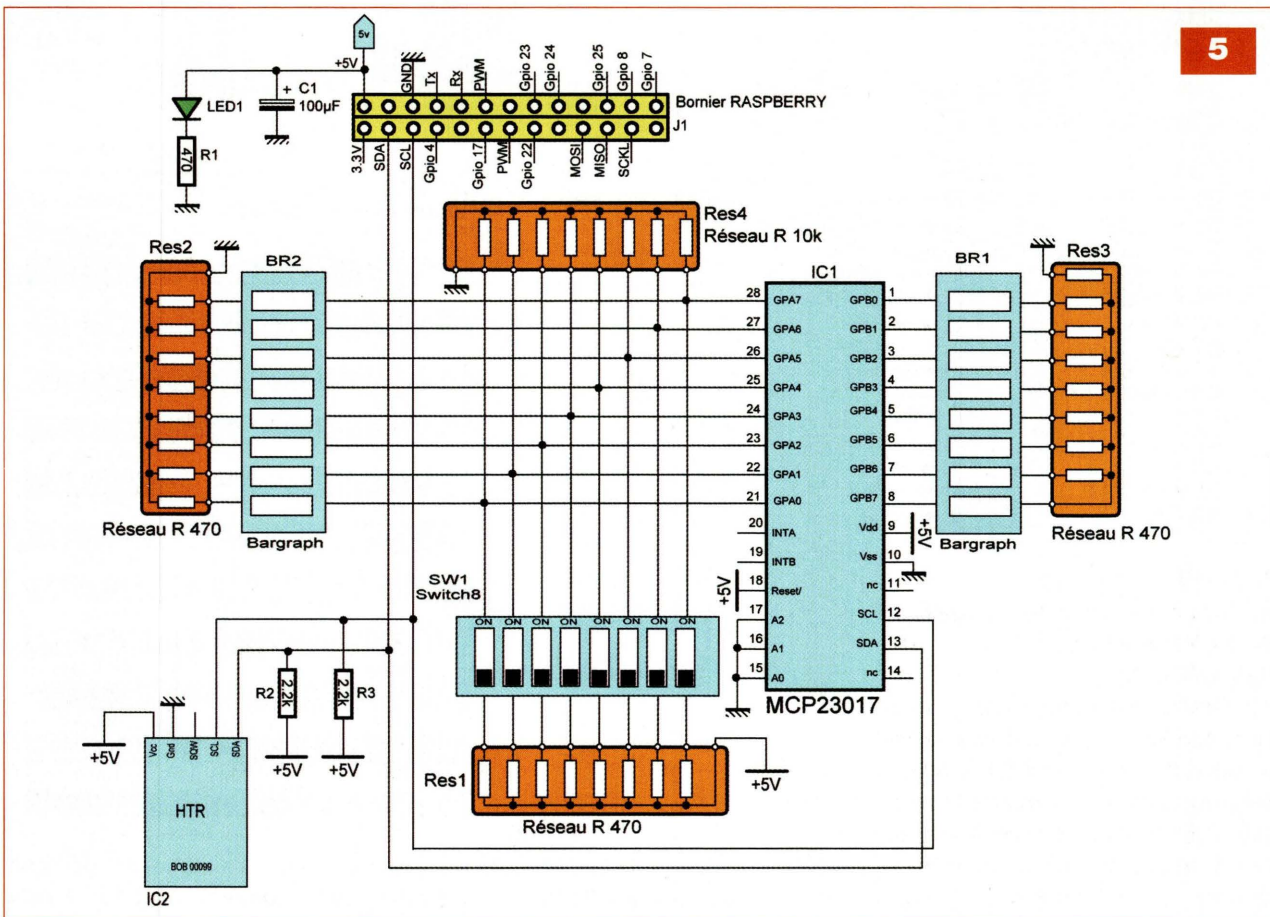 5
5v
+5V
C1
+
100µF
LED1
R1
470
GND
Tx
Rx
PWM
Gpio 23
Gpio 24
Gpio 25
Gpio 8
Gpio 7
Bornier RASPBERRY
J1
3.3V
SDA
SCL
Gpio 4
Gpio 17
PWM
Gpio 22
MOSI
MISO
SCKL
Res4
Réseau R 10k
Res2
BR2
IC1
BR1
Res3
28 GPA7 GPB0 1
27 GPA6 GPB1 2
26 GPA5 GPB2 3
25 GPA4 GPB3 4
24 GPA3 GPB4 5
23 GPA2 GPB5 6
22 GPA1 GPB6 7
21 GPA0 GPB7 8
20 INTA Vdd 9 +5V
19 INTB Vss 10
+5V 18 Reset/ nc 11
17 A2 SCL 12
16 A1 SDA 13
15 A0 nc 14
MCP23017
Réseau R 470
Bargraph
Bargraph
Réseau R 470
SW1
Switch8
ON ON ON ON ON ON ON ON
R2
2.2k
2.2k
R3
+5V
+5V
+5V
Vcc
Gnd
SQW
SCL
SDA
HTR
BOB 00099
IC2
Res1
+5V
Réseau R 470